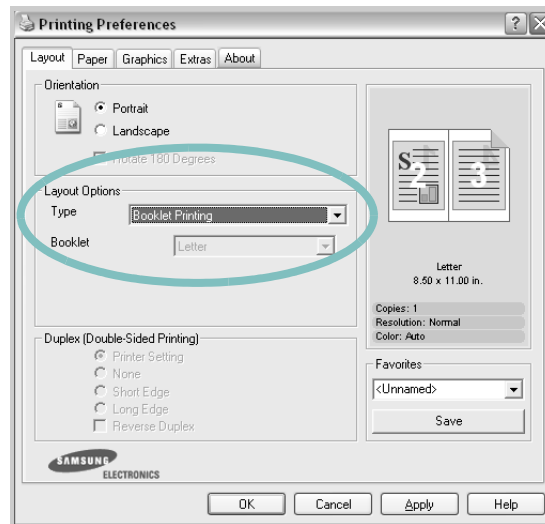 Printing Preferences
Layout Paper Graphics Extras About
Orientation
Portrait
Landscape
Rotate 180 Degrees
Layout Options
Type Booklet Printing
Booklet Letter
S
2 3
Letter
8.50 x 11.00 in.
Copies: 1
Resolution: Normal
Color: Auto
Duplex (Double-Sided Printing)
Printer Setting
None
Short Edge
Long Edge
Reverse Duplex
Favorites
<Unnamed>
Save
SAMSUNG
ELECTRONICS
OK Cancel Apply Help